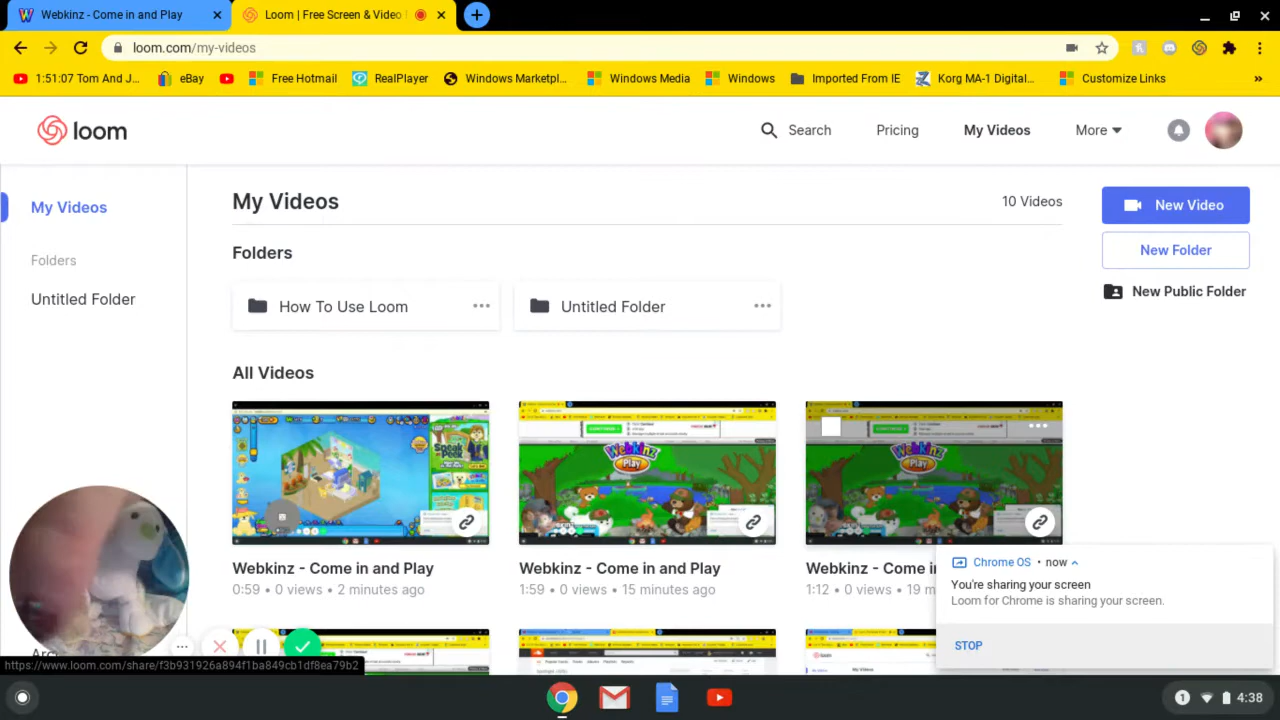 Webkinz - Come in and Play
Loom | Free Screen & Video
loom.com/my-videos
1:51:07 Tom And J...
eBay
Free Hotmail
RealPlayer
Windows Marketpl...
Windows Media
Windows
Imported From IE
Korg MA-1 Digital...
Customize Links
»
loom
Search
Pricing
My Videos
More
My Videos
Folders
Untitled Folder
My Videos
10 Videos
New Video
New Folder
New Public Folder
Folders
How To Use Loom
Untitled Folder
All Videos
Webkinz
Play
Webkinz
Play
Webkinz - Come in and Play
0:59 • 0 views • 2 minutes ago
Webkinz - Come in and Play
1:59 • 0 views • 15 minutes ago
Webkinz - Come i
1:12 • 0 views • 19 m
Chrome OS • now
You're sharing your screen
Loom for Chrome is sharing your screen.
STOP
https://www.loom.com/share/f3b931926a894f1ba849cb1df8ea79b2
1
4:38